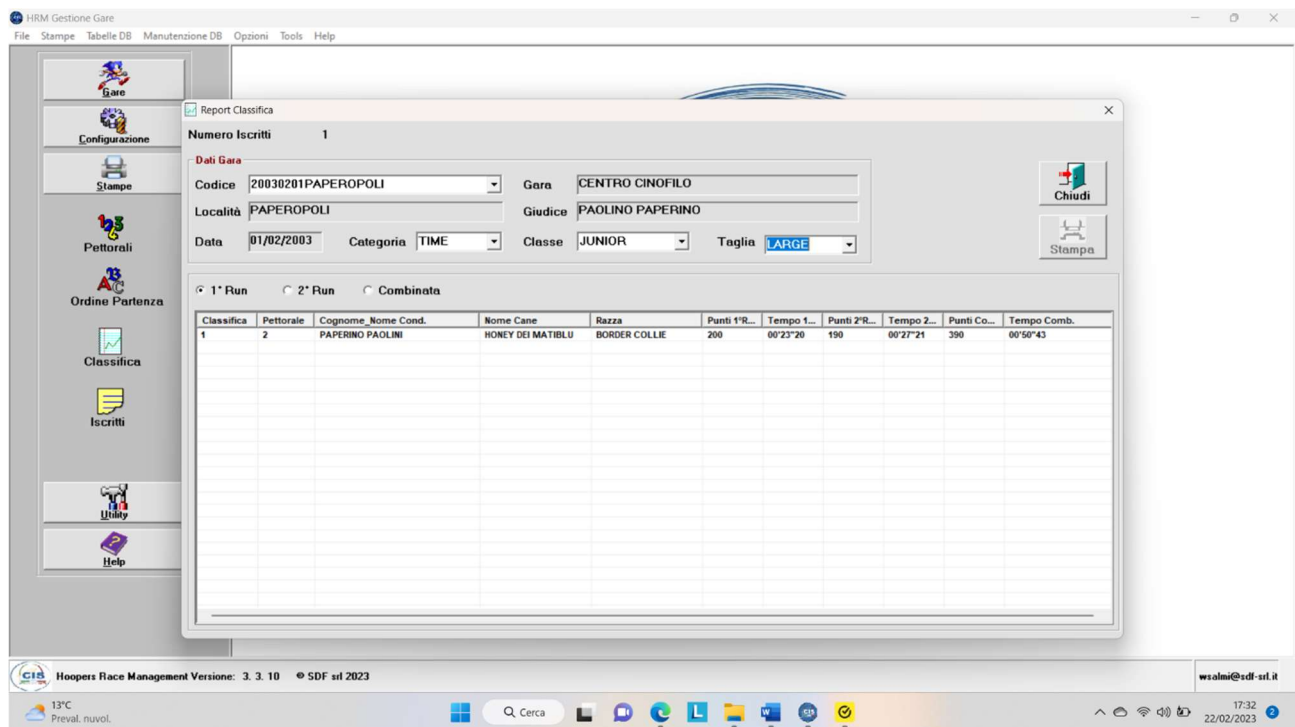 HRM Gestione Gare
File Stampe Tabelle DB Manutenzione DB Opzioni Tools Help
Gare
Configurazione
Stampe
Pettorali
Ordine Partenza
Classifica
Iscritti
Utility
Help
Report Classifica
Numero Iscritti 1
Dati Gara
Codice 20030201PAPEROPOLI Gara CENTRO CINOFILO
Località PAPEROPOLI Giudice PAOLINO PAPERINO
Data 01/02/2003 Categoria TIME Classe JUNIOR Taglia LARGE
Chiudi
Stampa
1° Run 2° Run Combinata
Classifica Pettorale Cognome_Nome Cond. Nome Cane Razza Punti 1°R... Tempo 1... Punti 2°R... Tempo 2... Punti Co... Tempo Comb.
1 2 PAPERINO PAOLINI HONEY DEI MATIBLU BORDER COLLIE 200 00'23"20 190 00'27"21 390 00'50"43
CIS Hoopers Race Management Versione: 3. 3. 10 © SDF srl 2023 wsalmi@sdf-srl.it
13°C
Preval. nuvol.
Cerca
17:32
22/02/2023
2